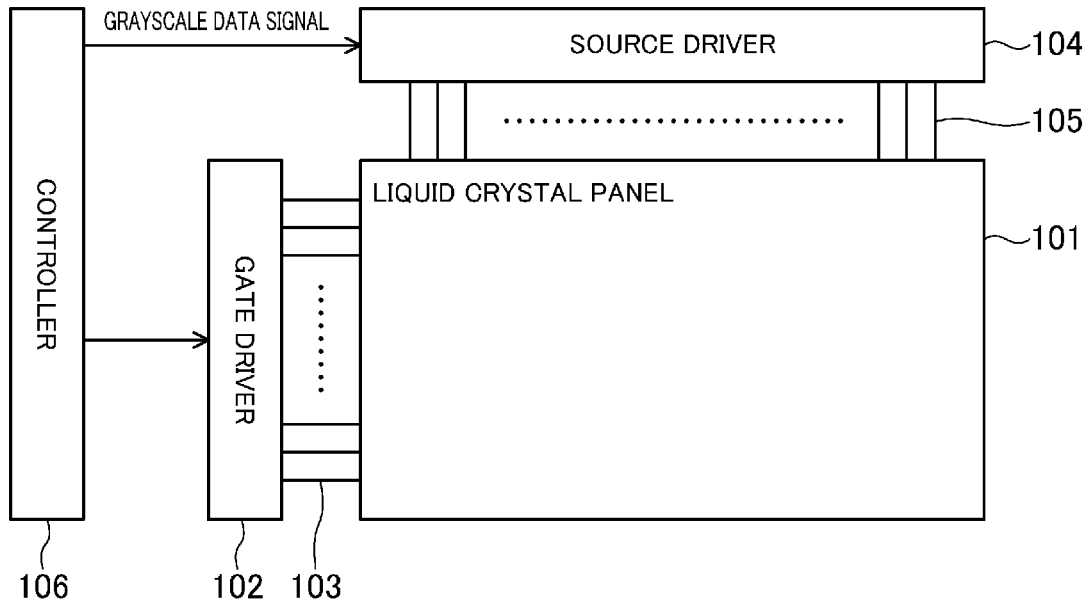 GRAYSCALE DATA SIGNAL
SOURCE DRIVER
104
105
LIQUID CRYSTAL PANEL
101
CONTROLLER
GATE DRIVER
106
102
103